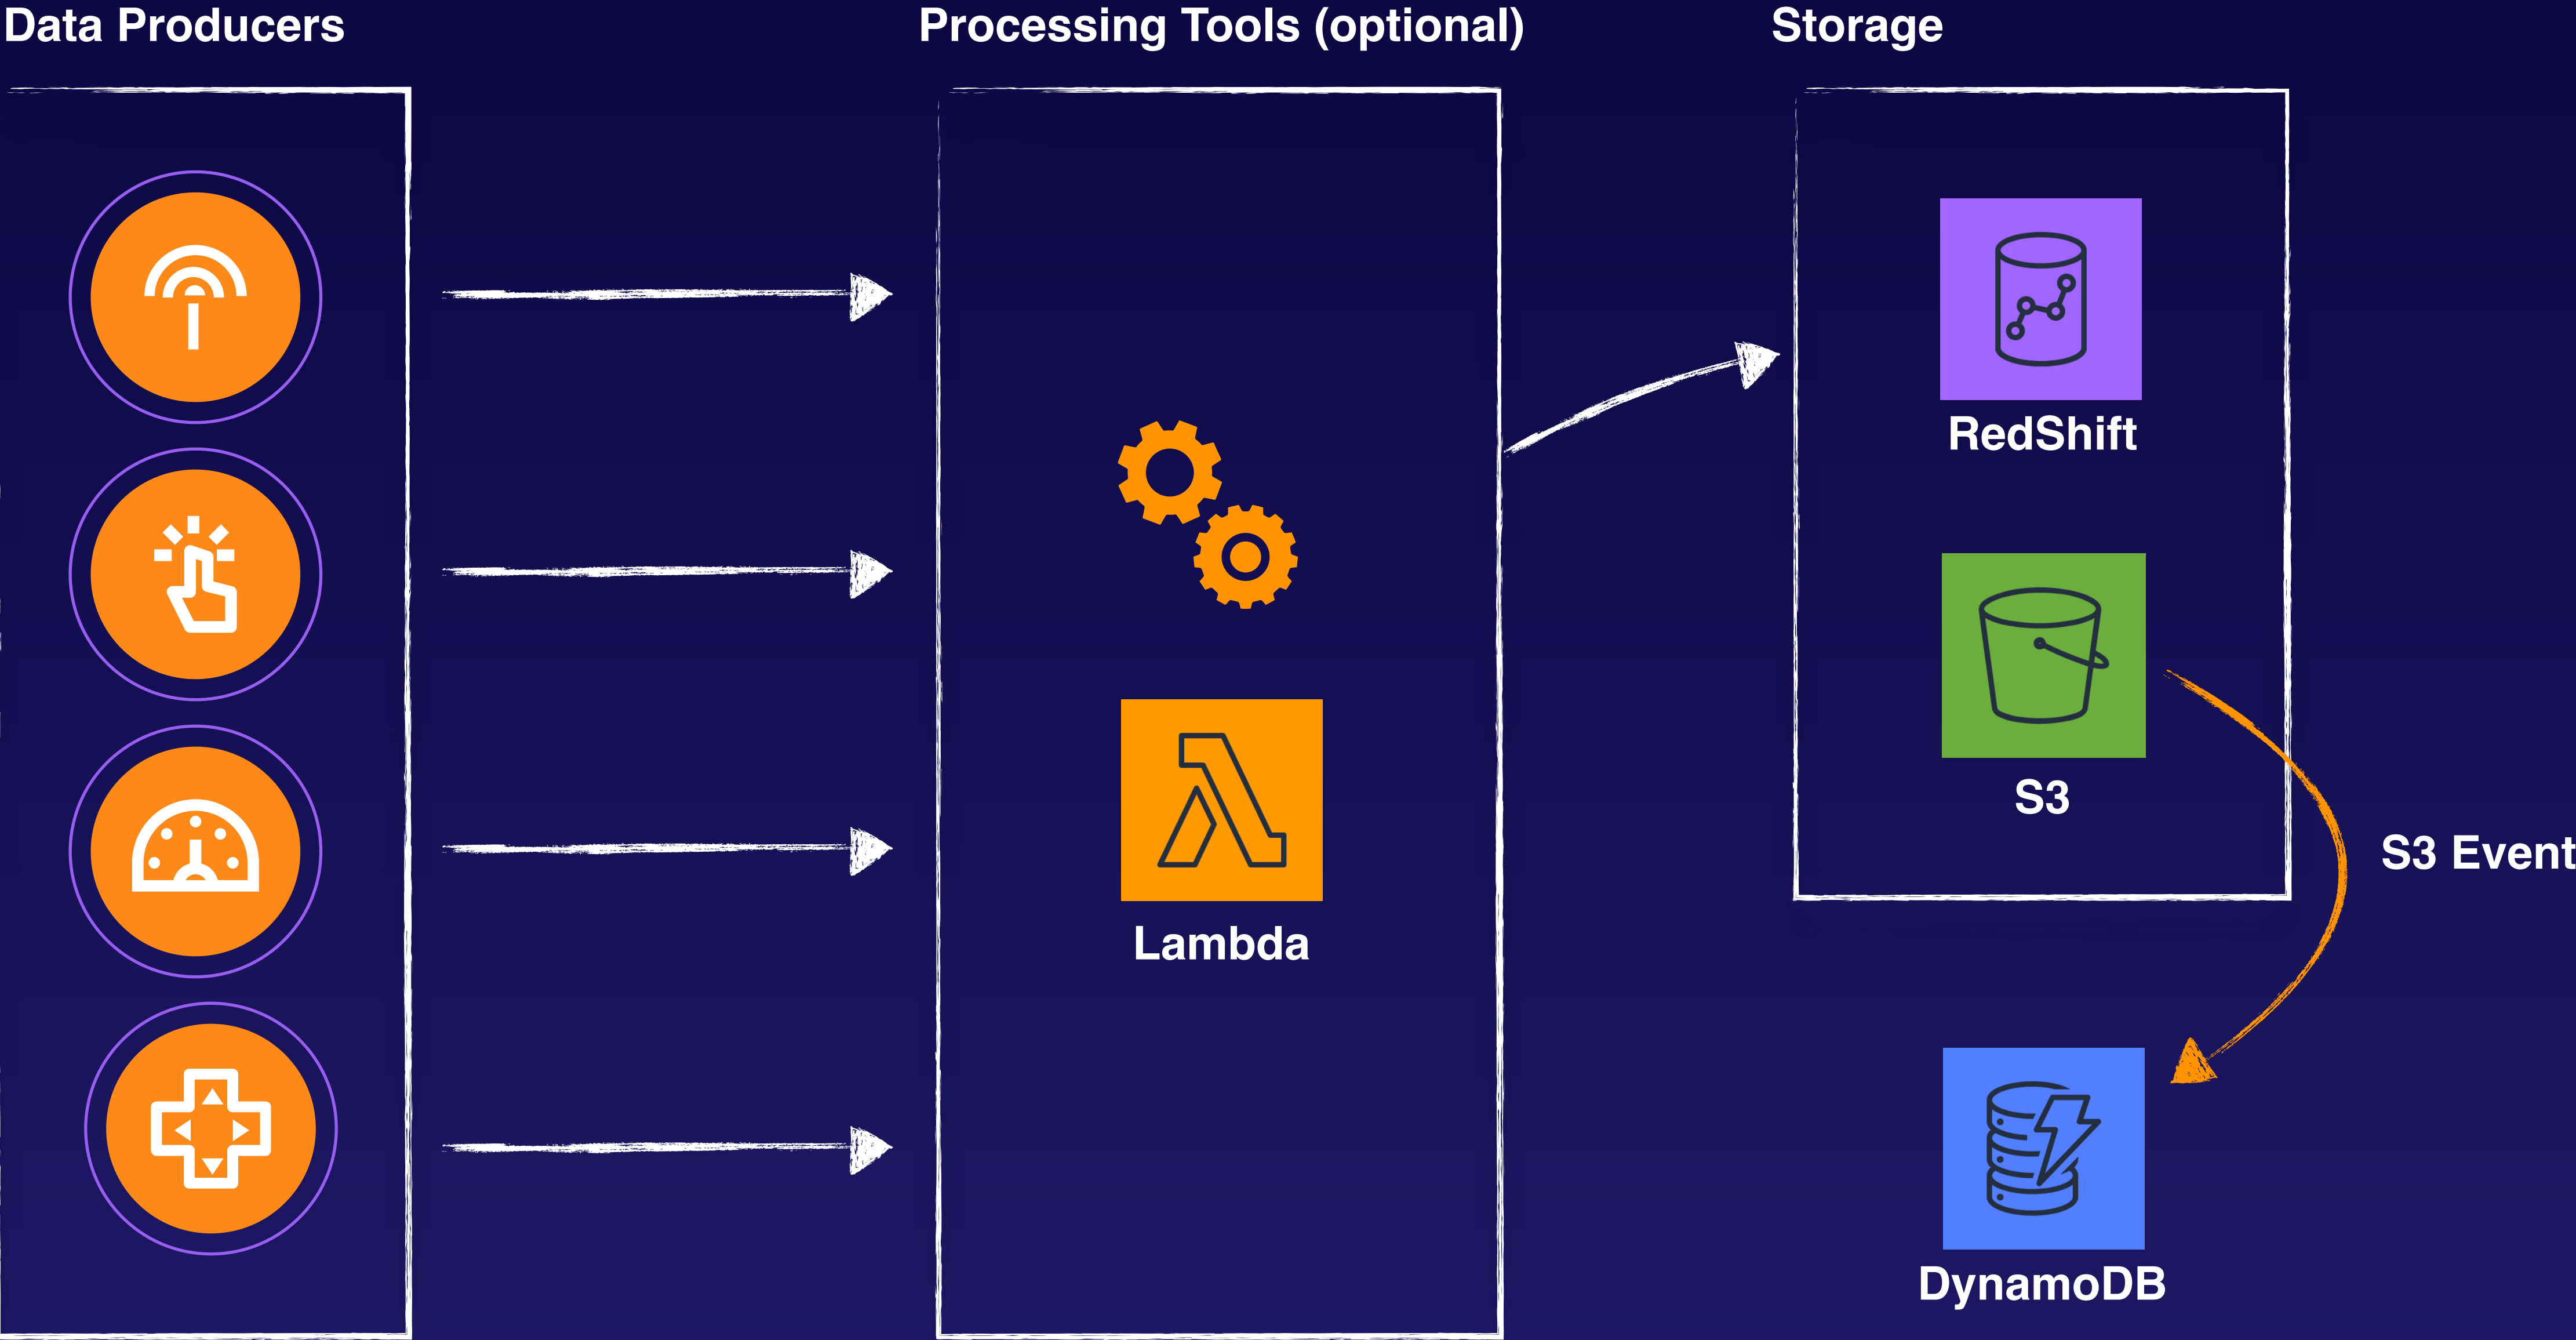 Data Producers
Processing Tools (optional)
Storage
RedShift
S3
S3 Event
Lambda
DynamoDB